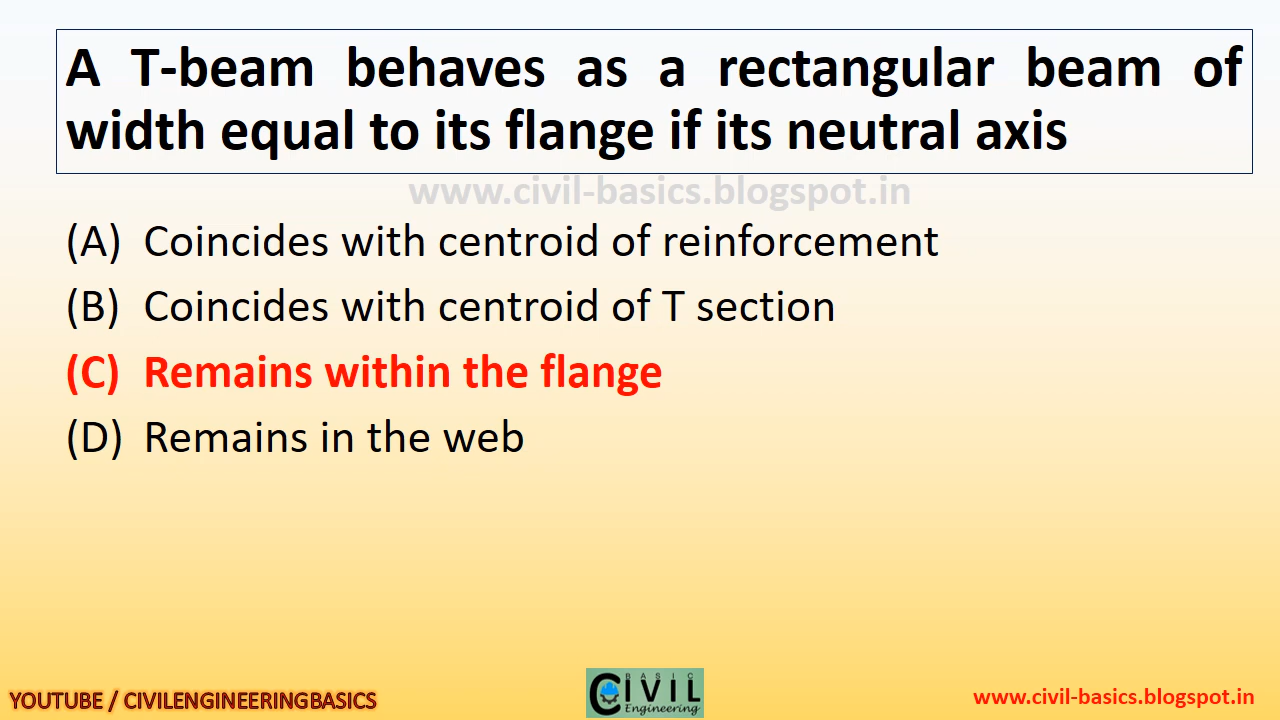 A T-beam behaves as a rectangular beam of
width equal to its flange if its neutral axis
www.civil-basics.blogspot.in
(A) Coincides with centroid of reinforcement
(B) Coincides with centroid of T section
(C) Remains within the flange
(D) Remains in the web
YOUTUBE / CIVILENGINEERINGBASICS
BASIC
CIVIL
Engineering
www.civil-basics.blogspot.in